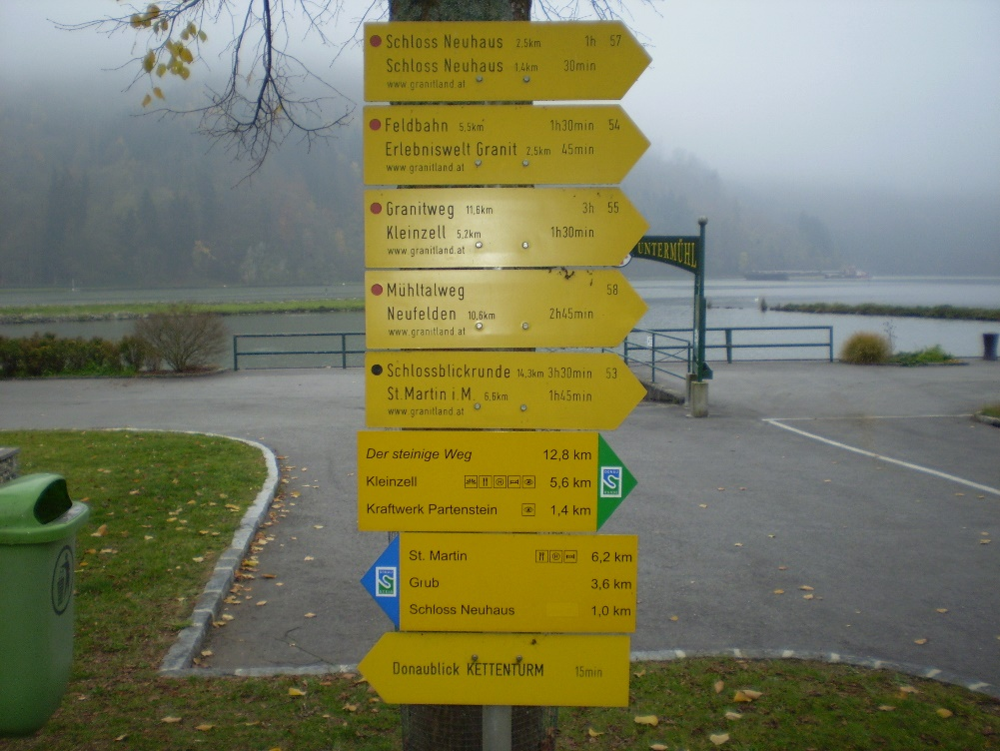 Schloss Neuhaus 2,5km 1h 57
Schloss Neuhaus 1,4km 30min
www.granitland.at
Feldbahn 5,5km 1h30min 54
Erlebniswelt Granit 2,5km 45min
www.granitland.at
Granitweg 11,6km 3h 55
Kleinzell 5,2km 1h30min
www.granitland.at
UNTERMÜHL
Mühltalweg 58
Neufelden 10,6km 2h45min
www.granitland.at
Schlossblickrunde 14,3km 3h30min 53
St.Martin i.M. 6,6km 1h45min
www.granitland.at
Der steinige Weg 12,8 km
Kleinzell 5,6 km
Kraftwerk Partenstein 1,4 km
St. Martin 6,2 km
Grub 3,6 km
Schloss Neuhaus 1,0 km
Donaublick KETTENTURM 15min